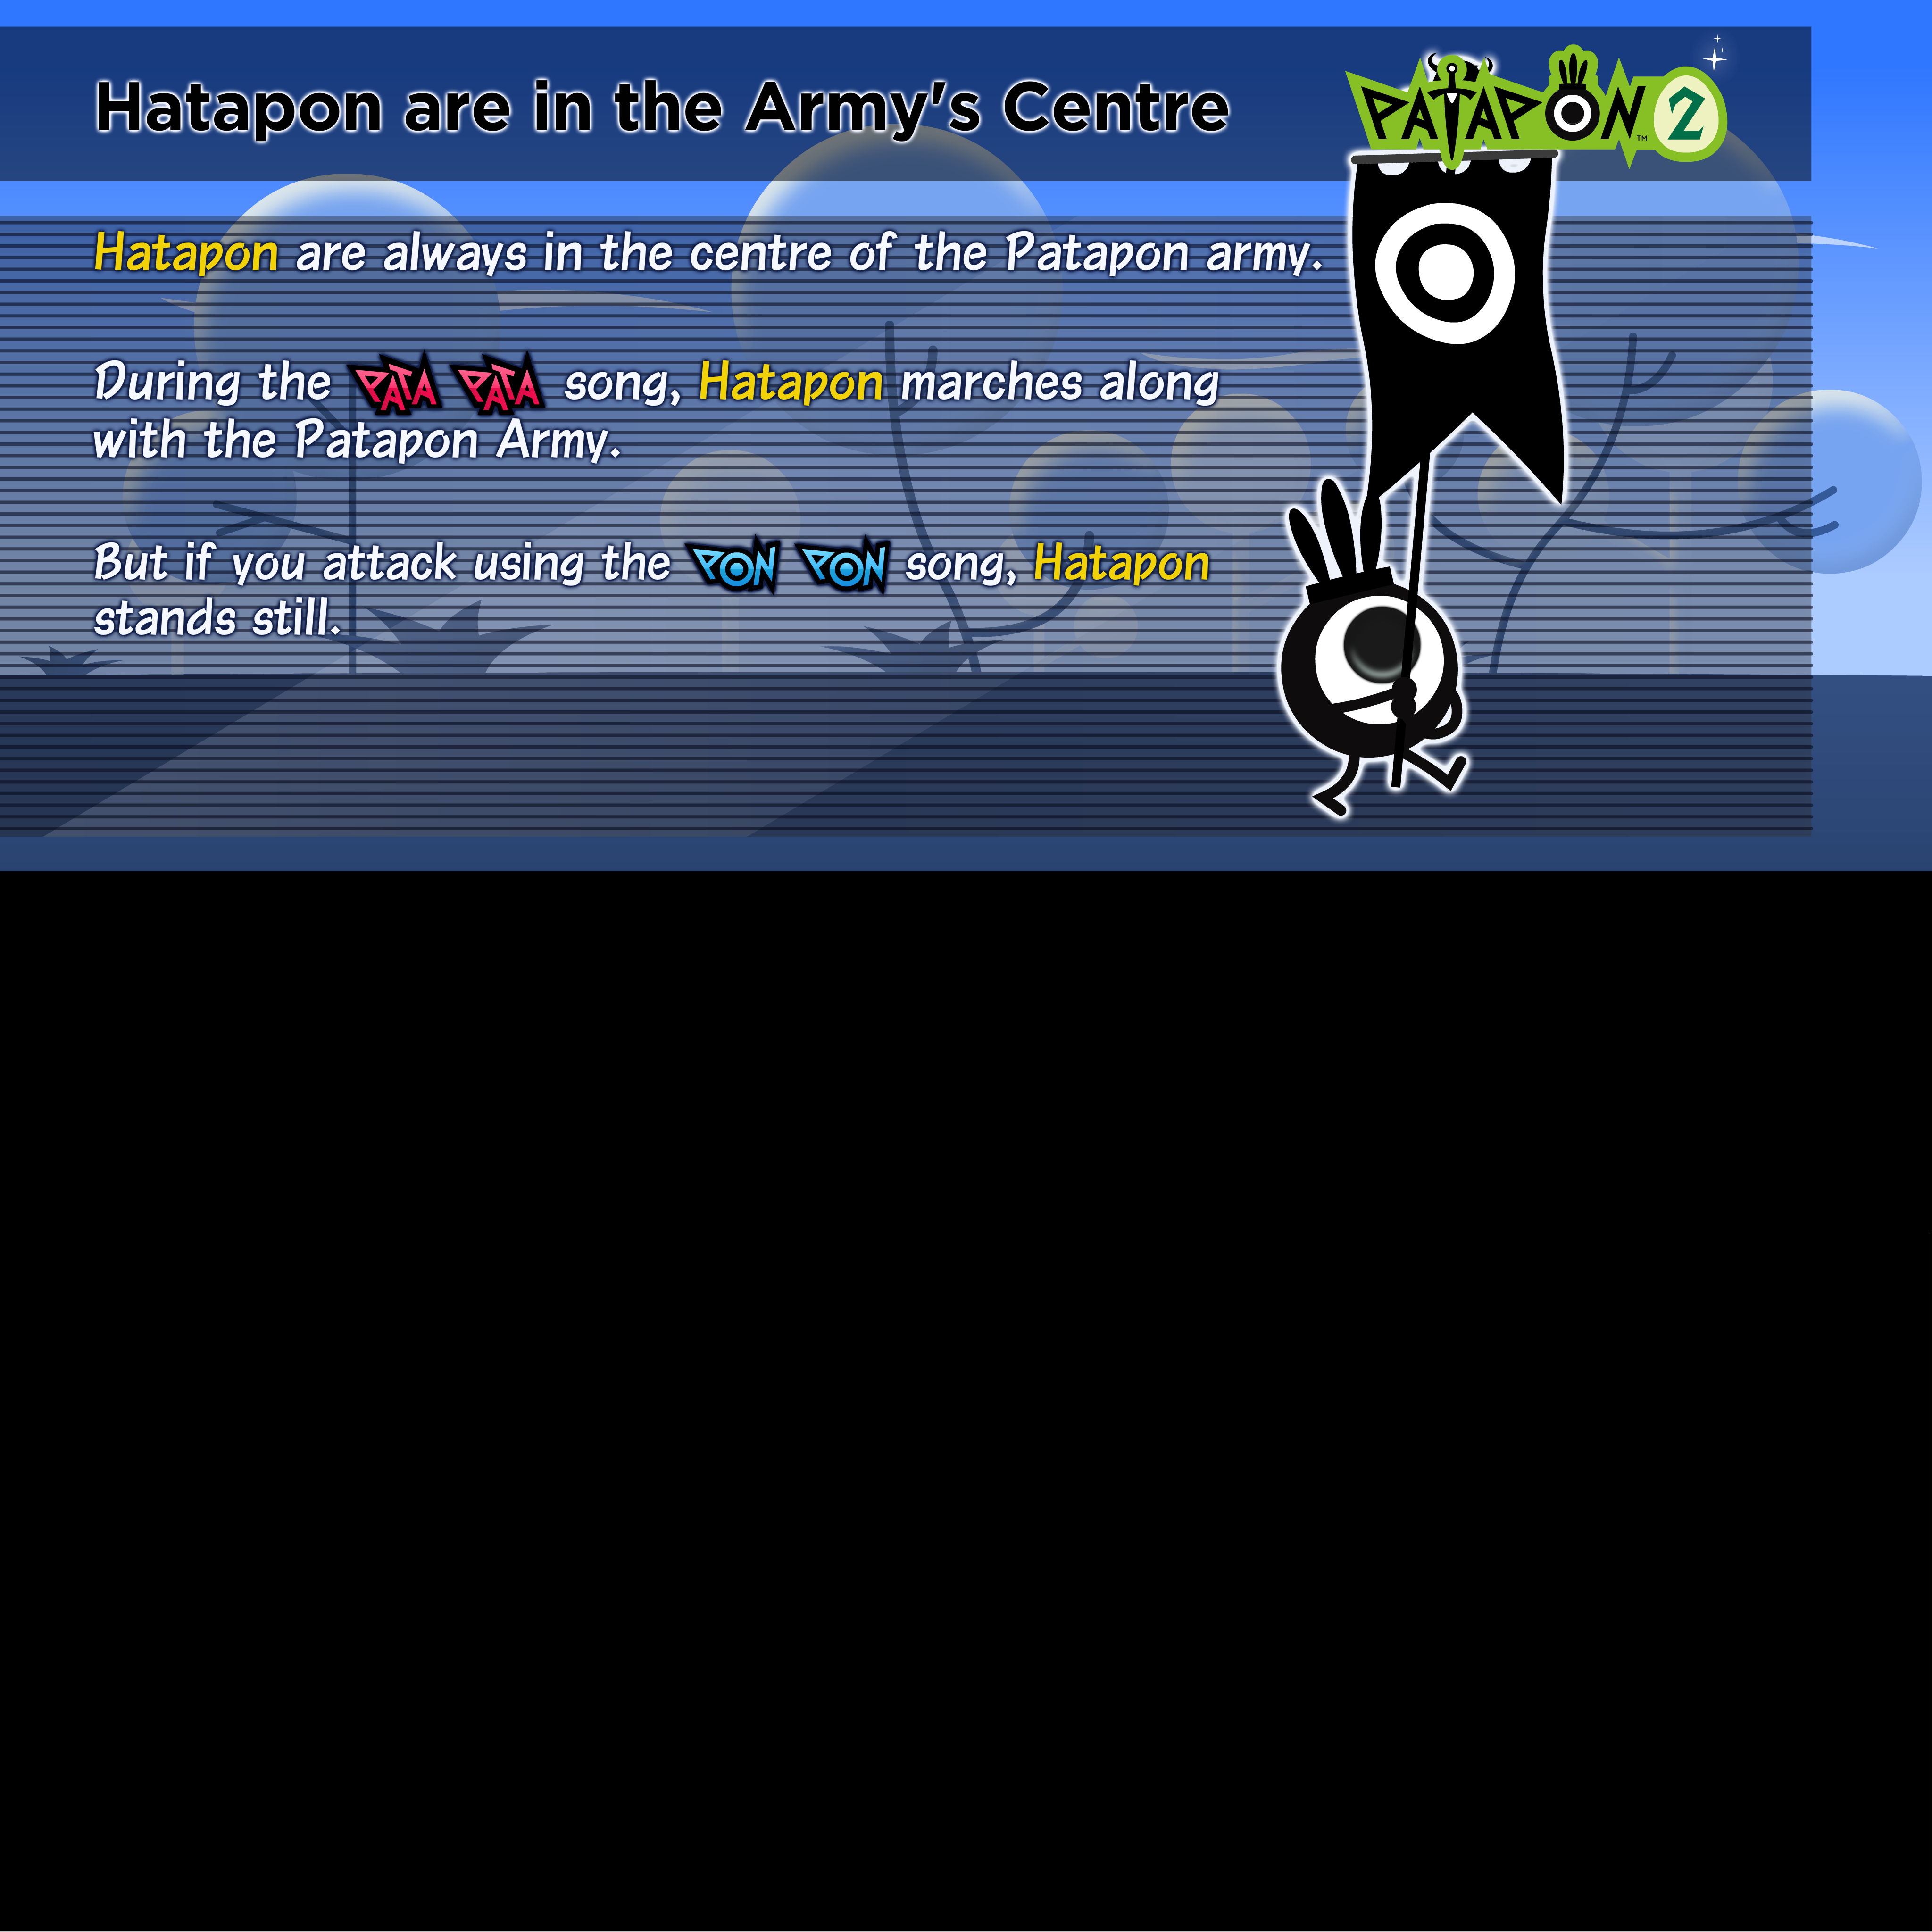 Hatapon are in the Army's Centre
PATAPON™ 2
Hatapon are always in the centre of the Patapon army.
During the PATA PATA song, Hatapon marches along
with the Patapon Army.
But if you attack using the PON PON song, Hatapon
stands still.